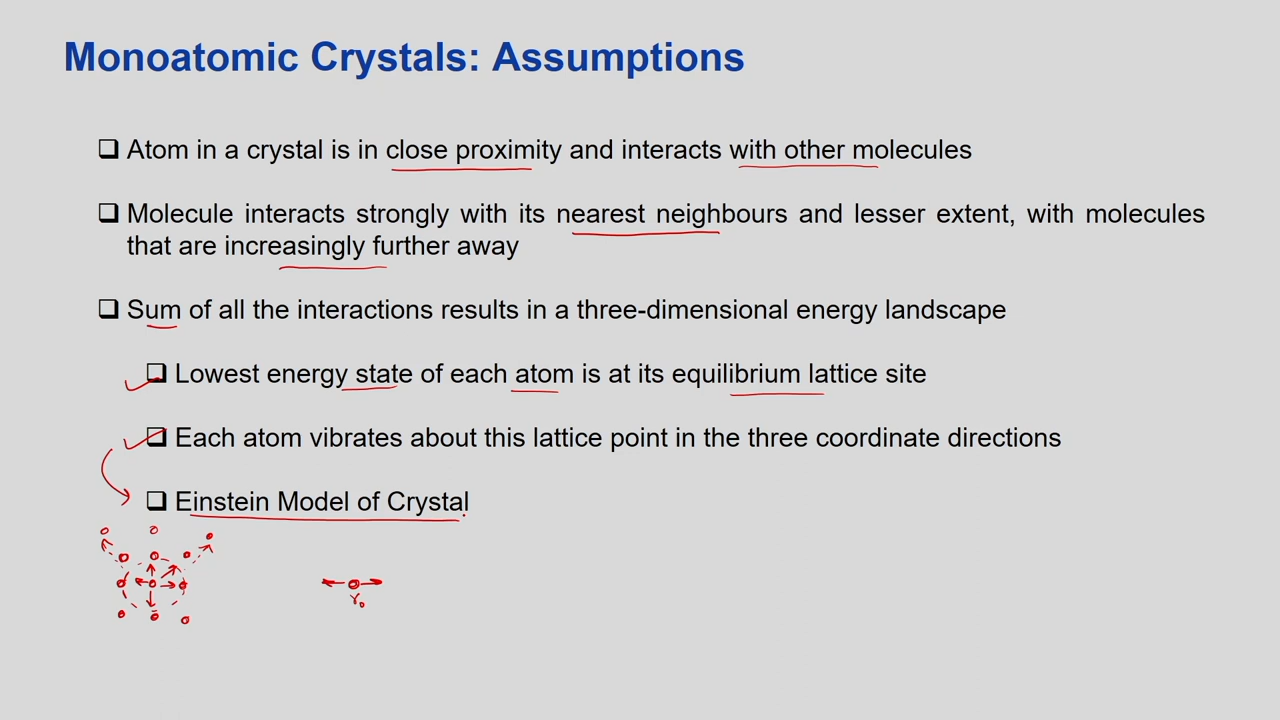 Monoatomic Crystals: Assumptions
Atom in a crystal is in close proximity and interacts with other molecules
Molecule interacts strongly with its nearest neighbours and lesser extent, with molecules
that are increasingly further away
Sum of all the interactions results in a three-dimensional energy landscape
Lowest energy state of each atom is at its equilibrium lattice site
Each atom vibrates about this lattice point in the three coordinate directions
Einstein Model of Crystal
r₀